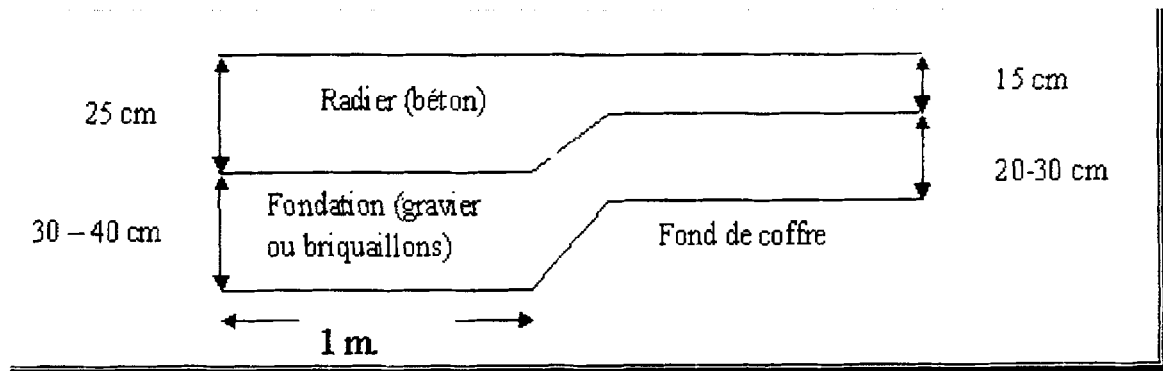 25 cm
Radier (béton)
15 cm
20-30 cm
30 – 40 cm
Fondation (gravier
ou briquaillons)
Fond de coffre
1 m.